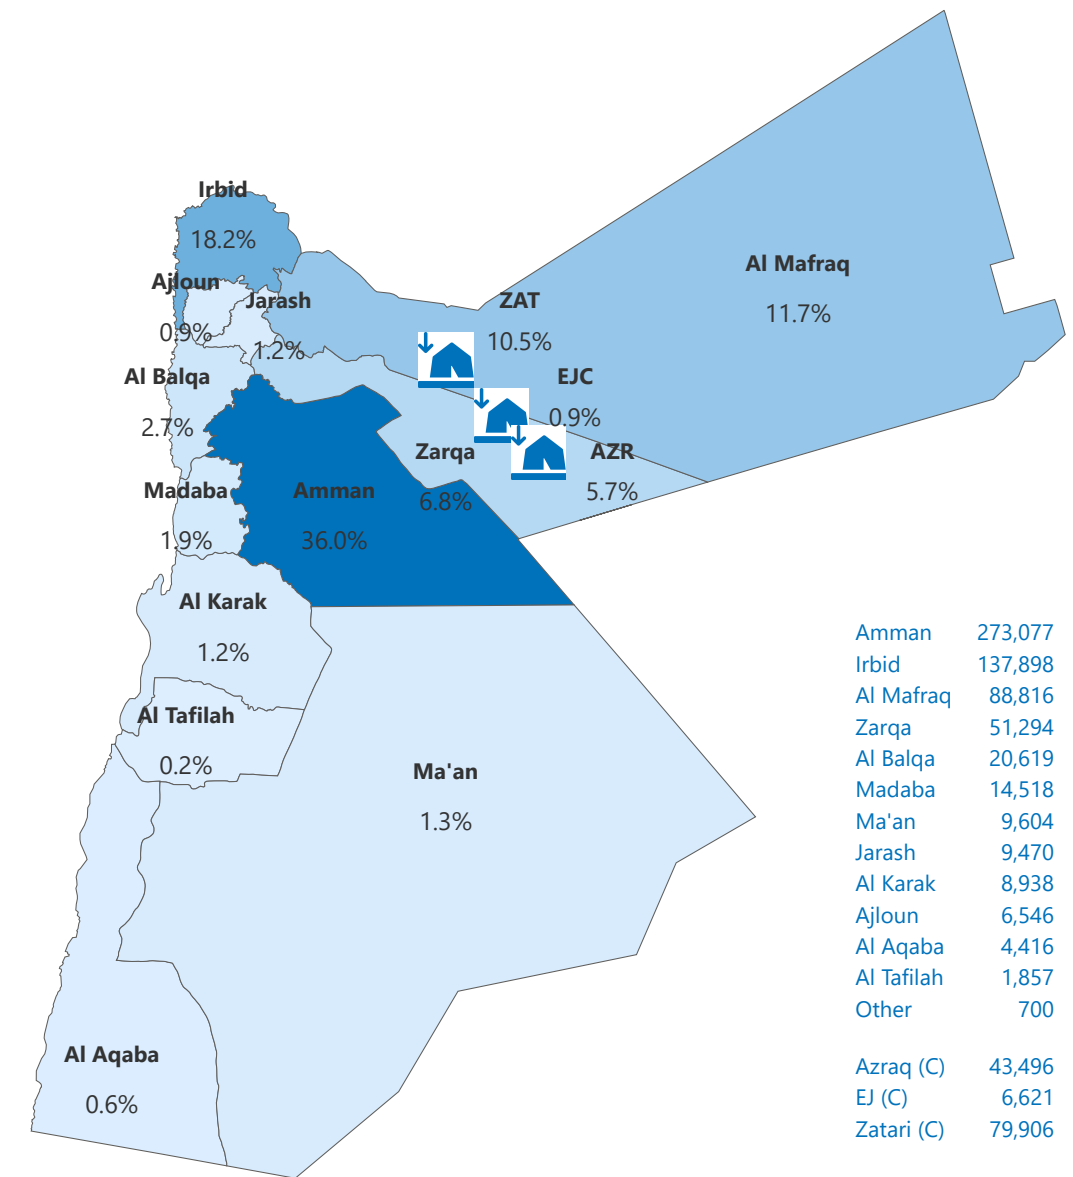 Irbid
18.2%
Ajloun
0.9%
Jarash
1.2%
ZAT
10.5%
Al Mafraq
11.7%
EJC
0.9%
Al Balqa
2.7%
Zarqa
6.8%
AZR
5.7%
Madaba
1.9%
Amman
36.0%
Al Karak
1.2%
Al Tafilah
0.2%
Ma'an
1.3%
Al Aqaba
0.6%
Amman 273,077
Irbid 137,898
Al Mafraq 88,816
Zarqa 51,294
Al Balqa 20,619
Madaba 14,518
Ma'an 9,604
Jarash 9,470
Al Karak 8,938
Ajloun 6,546
Al Aqaba 4,416
Al Tafilah 1,857
Other 700
Azraq (C) 43,496
EJ (C) 6,621
Zatari (C) 79,906